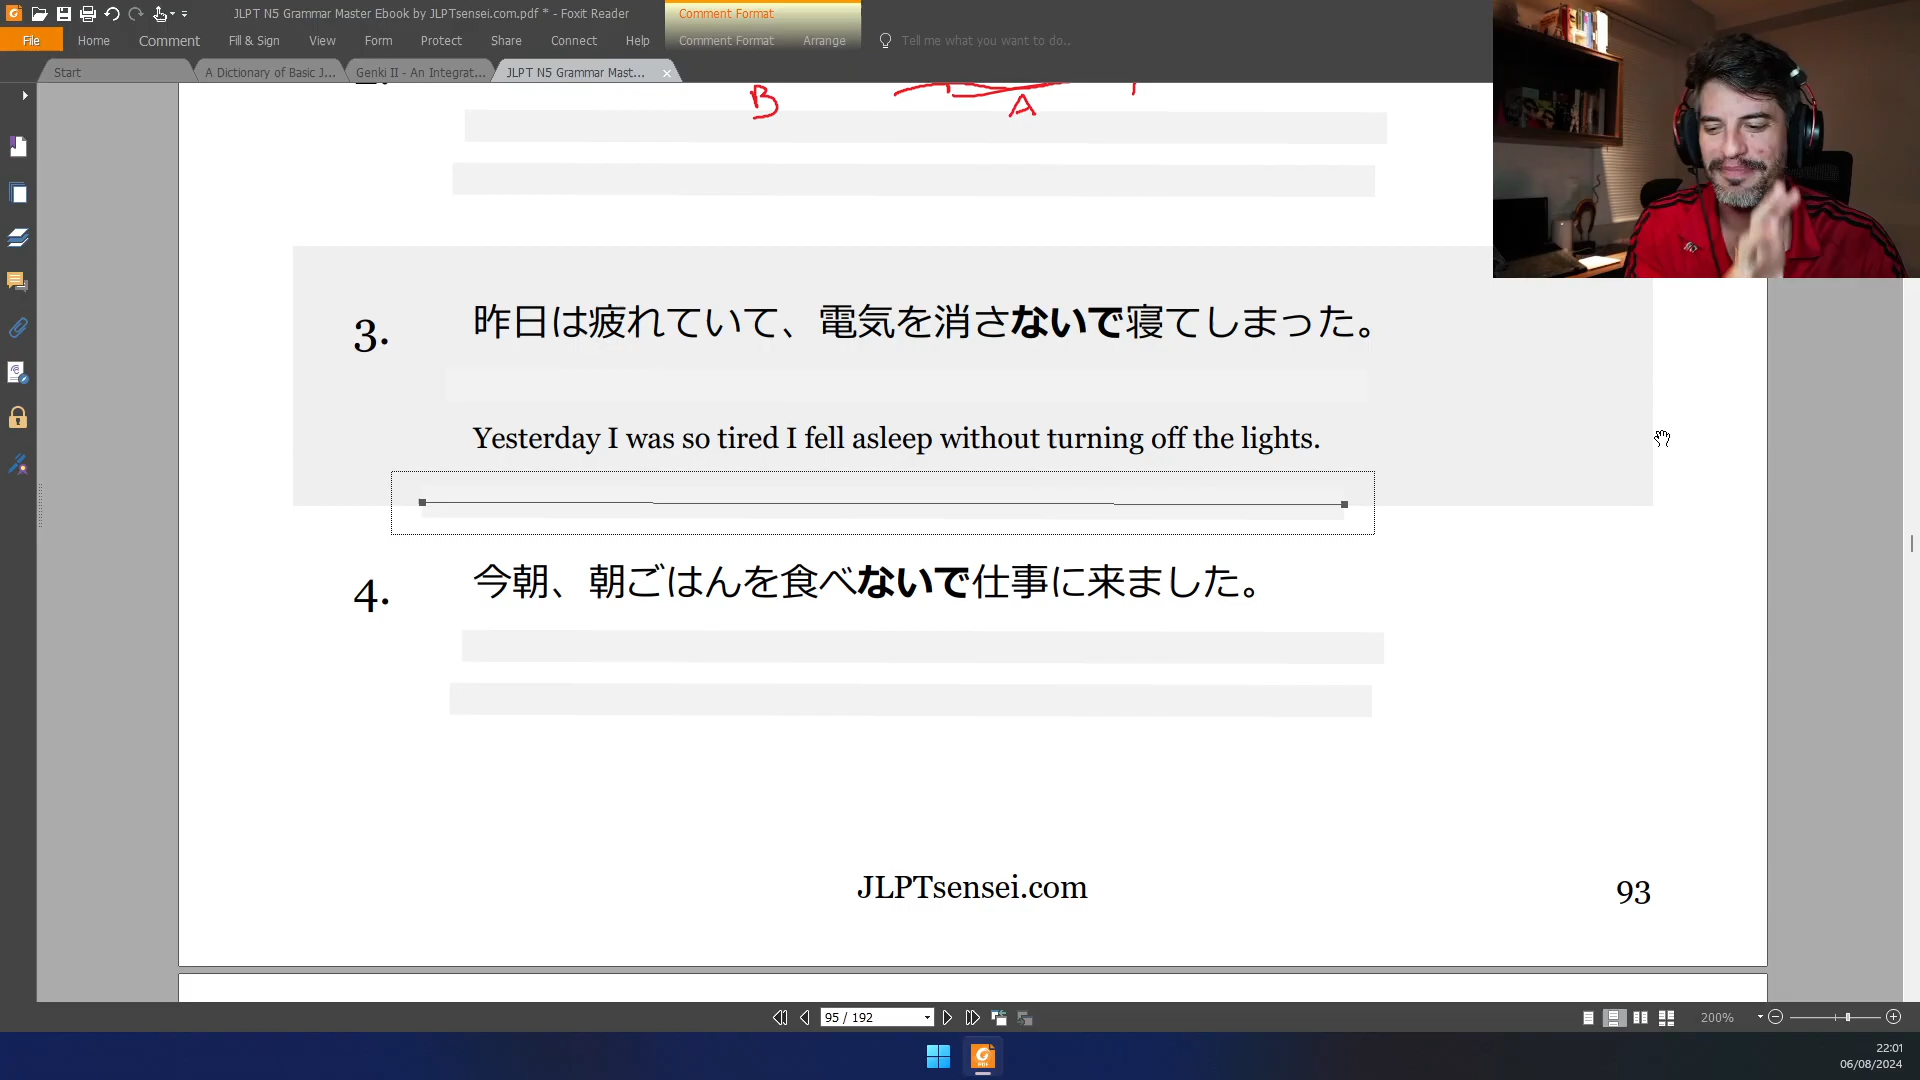 JLPT N5 Grammar Master Ebook by JLPTsensei.com.pdf * - Foxit Reader
Comment Format
File
Home
Comment
Fill & Sign
View
Form
Protect
Share
Connect
Help
Comment Format
Arrange
Tell me what you want to do..
Start
A Dictionary of Basic J...
Genki II - An Integrat...
JLPT N5 Grammar Mast...
B
A
3.
昨日は疲れていて、電気を消さないで寝てしまった。
Yesterday I was so tired I fell asleep without turning off the lights.
4.
今朝、朝ごはんを食べないで仕事に来ました。
JLPTsensei.com
93
95 / 192
200%
22:01
06/08/2024